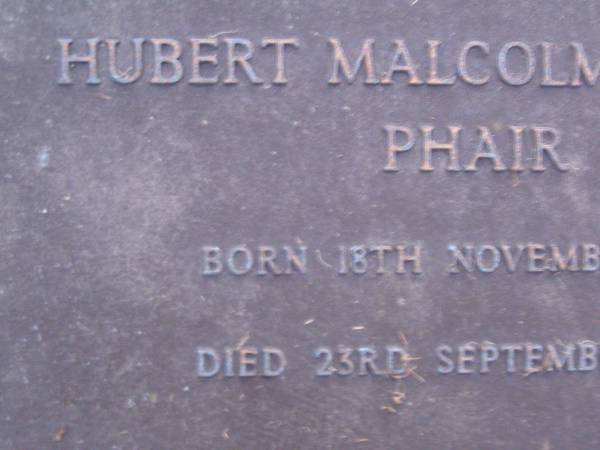 HUBERT MALCOLM
PHAIR
BORN 18TH NOVEMB
DIED 23RD SEPTEMB